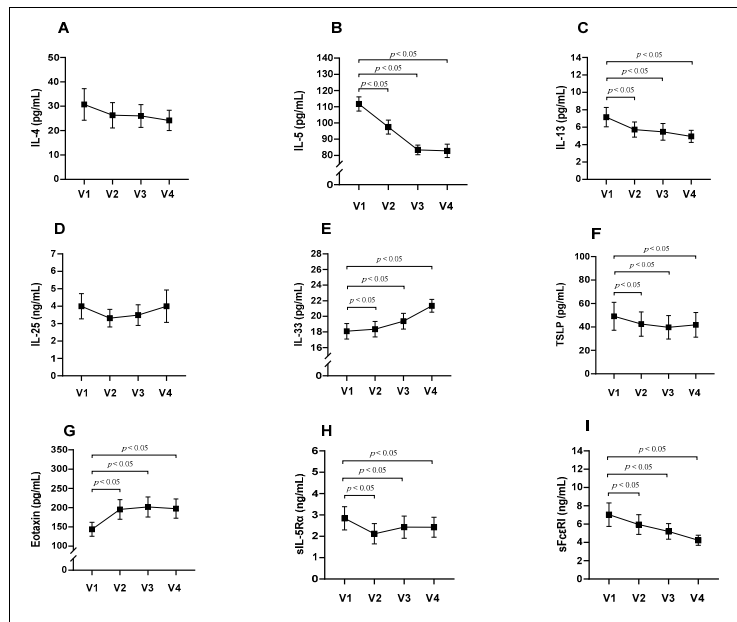 A
50
40
30
20
10
0
IL-4 (pg/mL)
V1 V2 V3 V4
B
p < 0.05
p < 0.05
p < 0.05
140
130
120
110
100
90
80
0
IL-5 (pg/mL)
V1 V2 V3 V4
C
p < 0.05
p < 0.05
p < 0.05
14
12
10
8
6
4
2
0
IL-13 (pg/mL)
V1 V2 V3 V4
D
7
6
5
4
3
2
1
0
IL-25 (ng/mL)
V1 V2 V3 V4
E
p < 0.05
p < 0.05
p < 0.05
28
26
24
22
20
18
16
0
IL-33 (pg/mL)
V1 V2 V3 V4
F
p < 0.05
p < 0.05
p < 0.05
100
80
60
40
20
0
TSLP (pg/mL)
V1 V2 V3 V4
G
p < 0.05
p < 0.05
p < 0.05
350
300
250
200
150
100
0
Eotaxin (pg/mL)
V1 V2 V3 V4
H
p < 0.05
p < 0.05
p < 0.05
6
5
4
3
2
1
0
sIL-5Rα (ng/mL)
V1 V2 V3 V4
I
p < 0.05
p < 0.05
p < 0.05
14
12
10
8
6
4
2
0
sFcεRI (ng/mL)
V1 V2 V3 V4